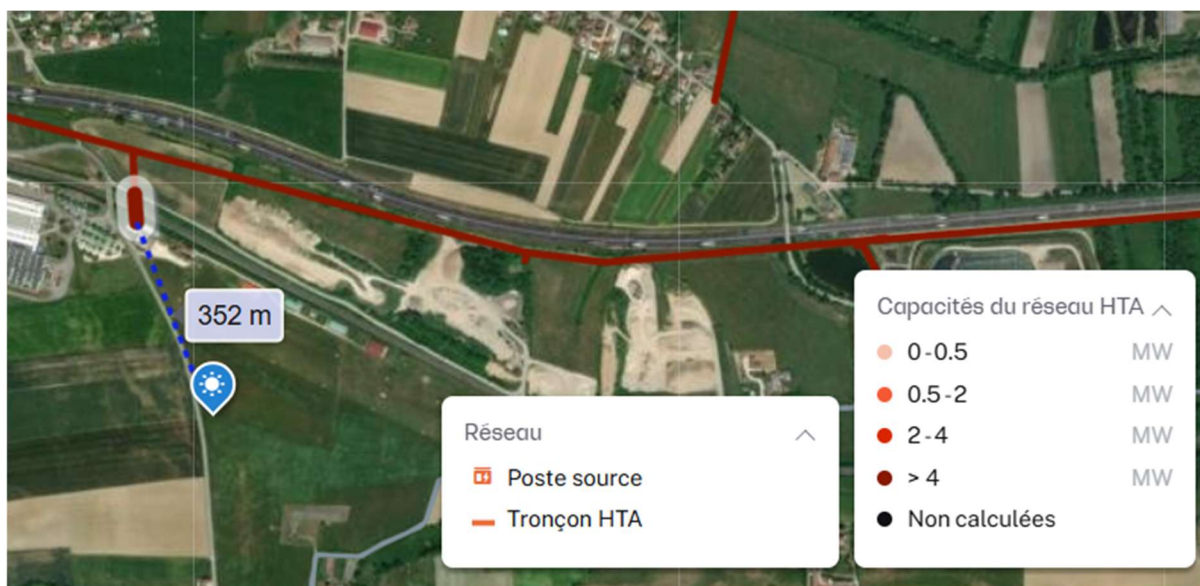 352 m
Réseau
Poste source
Tronçon HTA
Capacités du réseau HTA
0-0.5 MW
0.5-2 MW
2-4 MW
> 4 MW
Non calculées